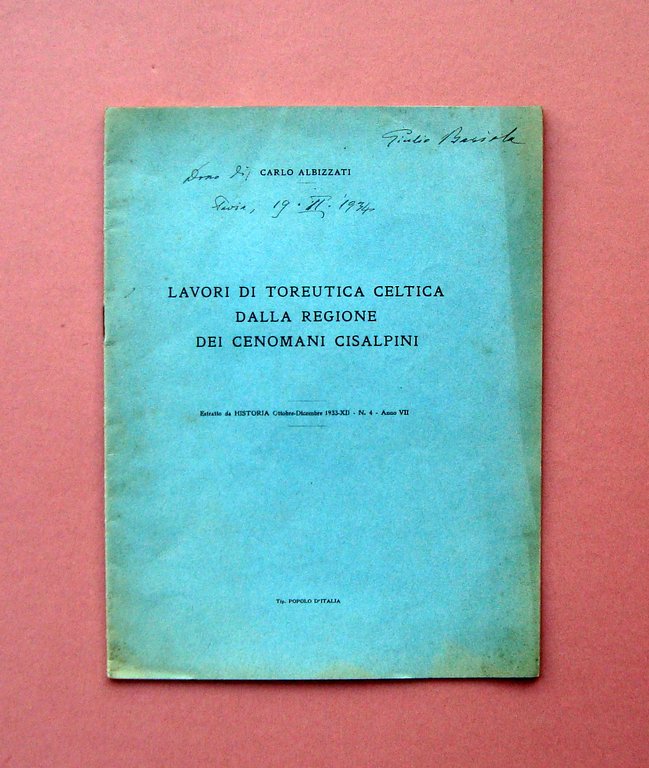 Giulio Bariola
Dono di CARLO ALBIZZATI
Pavia, 19. II. 1934
LAVORI DI TOREUTICA CELTICA
DALLA REGIONE
DEI CENOMANI CISALPINI
Estratto da HISTORIA Ottobre-Dicembre 1933-XII - N. 4 - Anno VII
Tip. POPOLO D'ITALIA